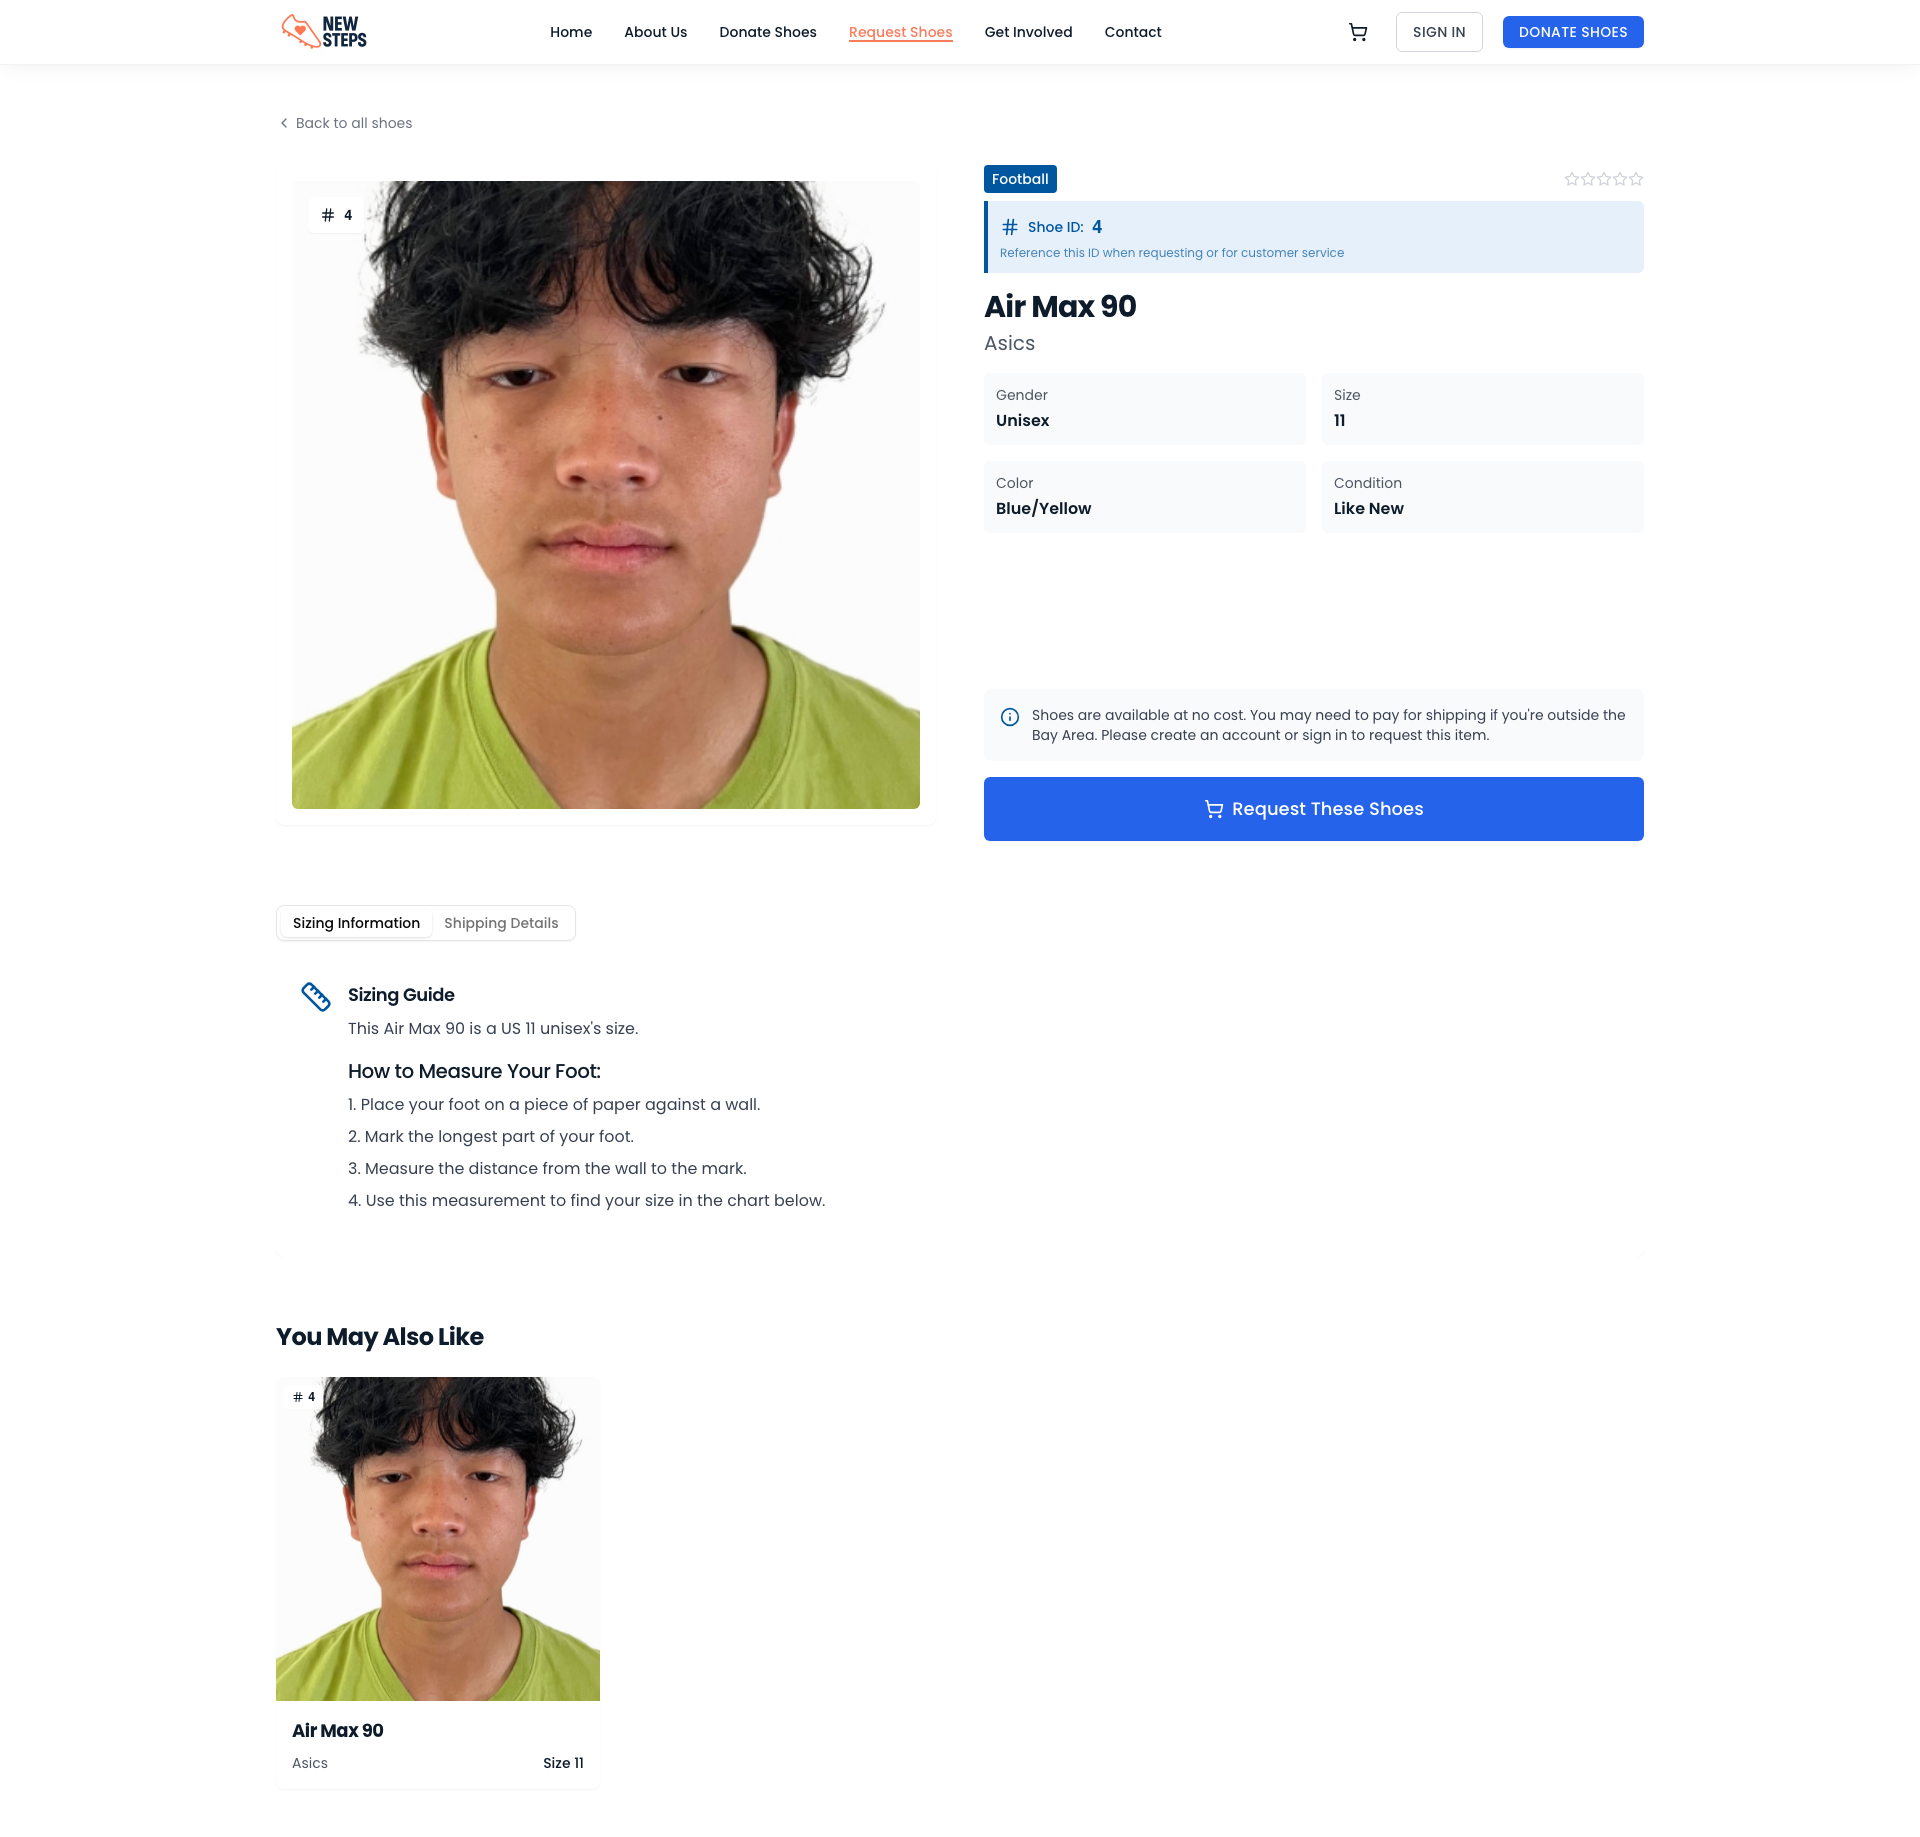 NEW
STEPS
Home
About Us
Donate Shoes
Request Shoes
Get Involved
Contact
SIGN IN
DONATE SHOES
Back to all shoes
# 4
Football
# Shoe ID: 4
Reference this ID when requesting or for customer service
Air Max 90
Asics
Gender
Unisex
Size
11
Color
Blue/Yellow
Condition
Like New
Shoes are available at no cost. You may need to pay for shipping if you're outside the
Bay Area. Please create an account or sign in to request this item.
Request These Shoes
Sizing Information
Shipping Details
Sizing Guide
This Air Max 90 is a US 11 unisex's size.
How to Measure Your Foot:
1. Place your foot on a piece of paper against a wall.
2. Mark the longest part of your foot.
3. Measure the distance from the wall to the mark.
4. Use this measurement to find your size in the chart below.
You May Also Like
# 4
Air Max 90
Asics
Size 11